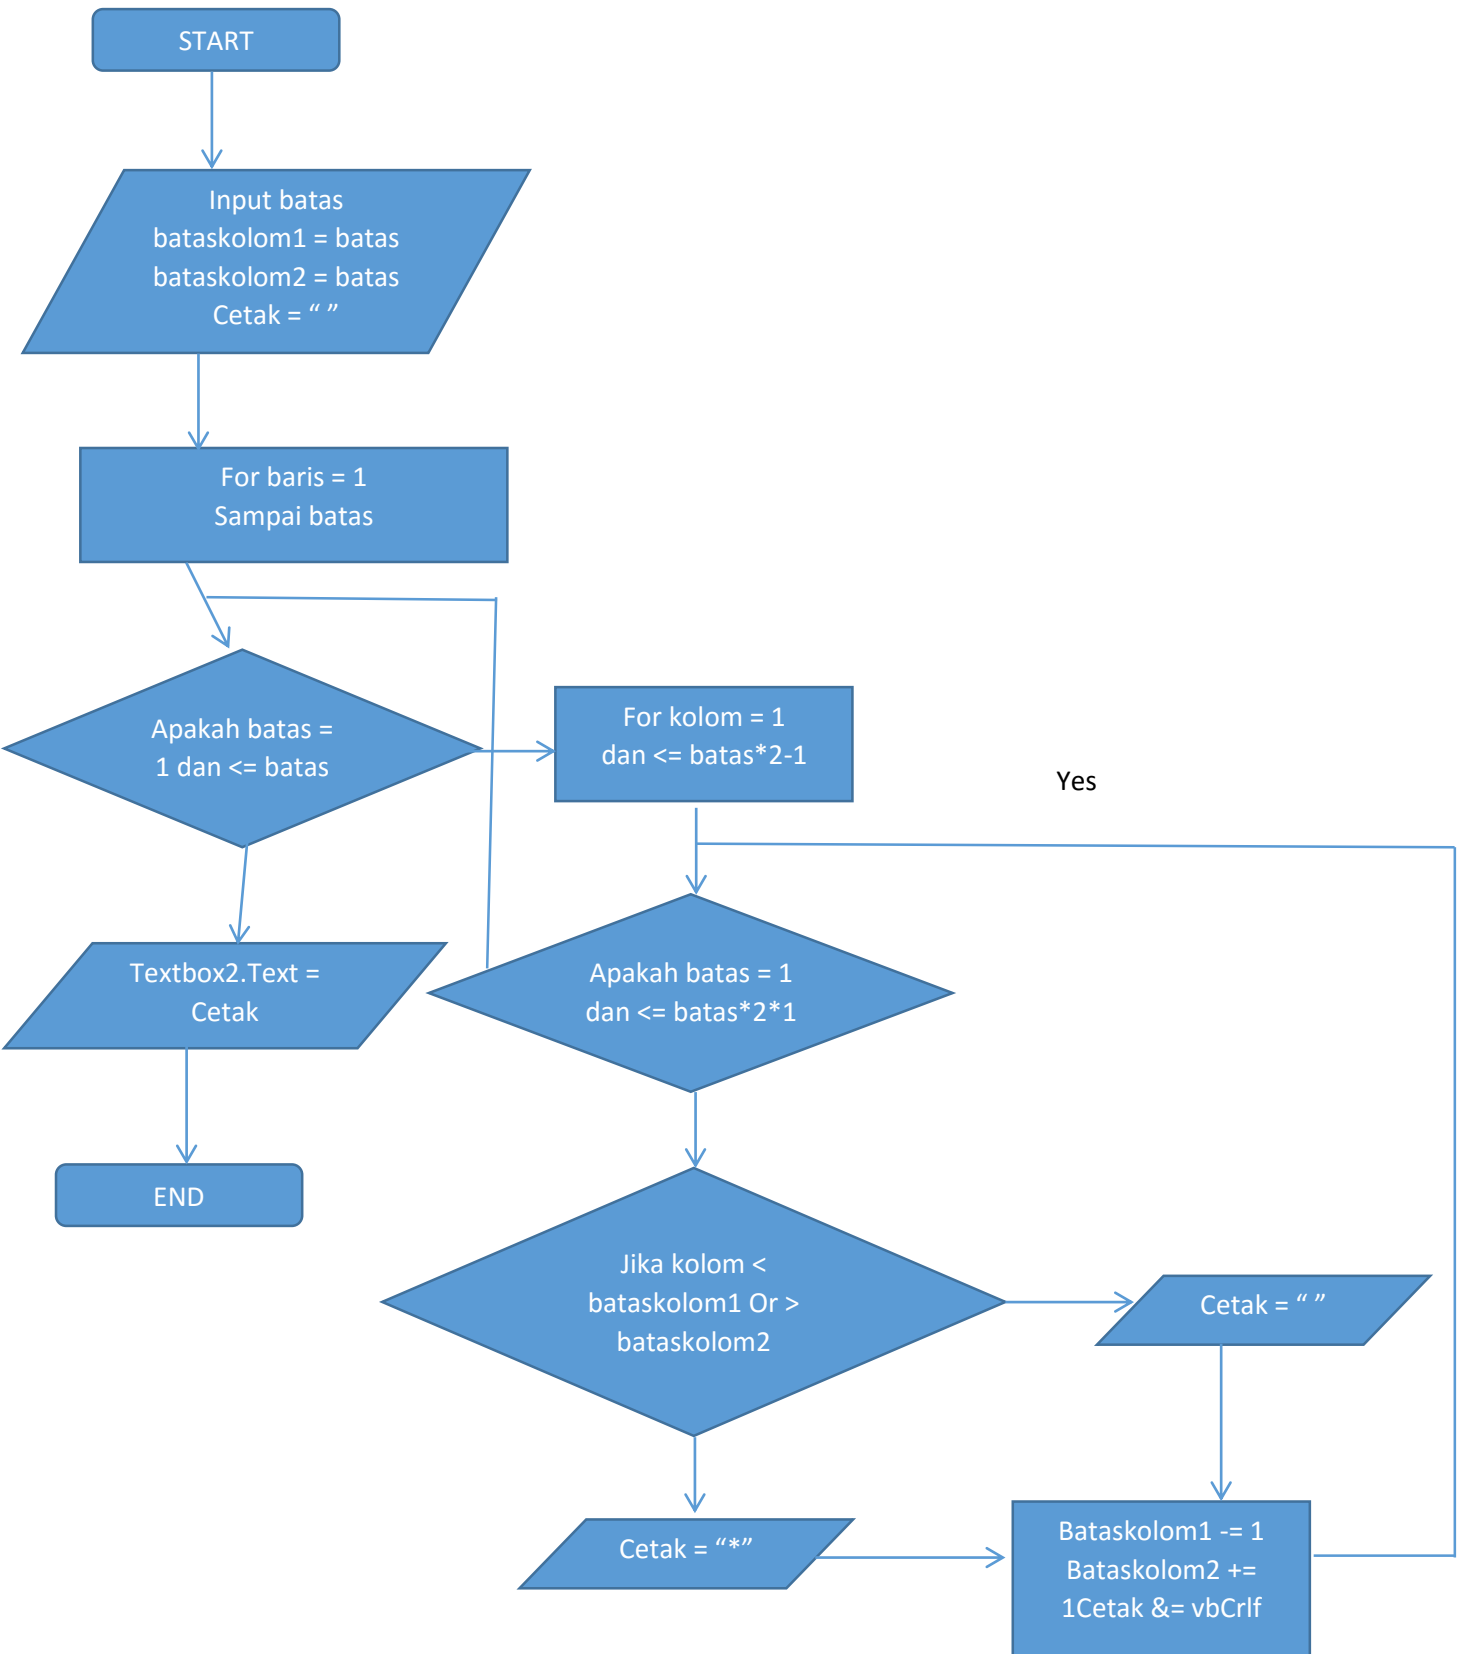 START
Input batas
bataskolom1 = batas
bataskolom2 = batas
Cetak = “ ”
For baris = 1
Sampai batas
Apakah batas =
1 dan <= batas
For kolom = 1
dan <= batas*2-1
Yes
Textbox2.Text =
Cetak
Apakah batas = 1
dan <= batas*2*1
END
Jika kolom <
bataskolom1 Or >
bataskolom2
Cetak = “ ”
Cetak = “*”
Bataskolom1 -= 1
Bataskolom2 +=
1Cetak &= vbCrlf